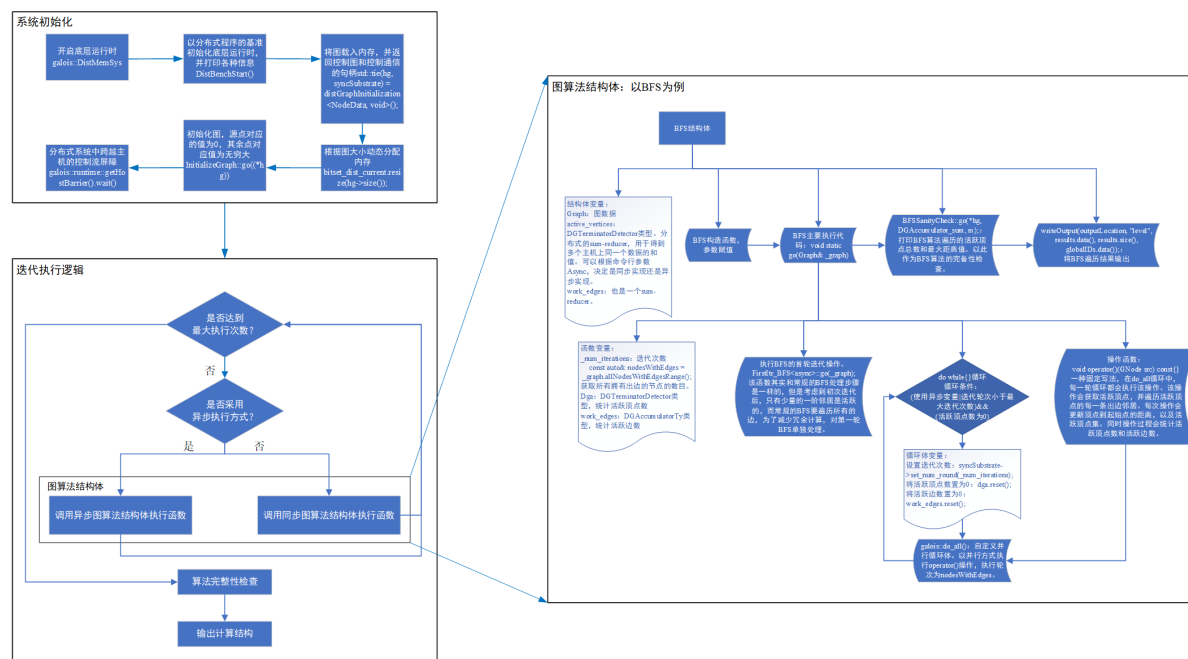 系统初始化
开启底层运行时
galois::DistMemSys
以分布式程序的基准
初始化底层运行时,
并打印各种信息
DistBenchStart()
将图载入内存，并返
回控制图和控制通信
的句柄std::tie(hg,
syncSubstrate) =
distGraphInitialization
<NodeData, void>();
分布式系统中跨越主
机的控制流屏障
galois::runtime::getHo
stBarrier().wait()
初始化图，源点对应
的值为0，其余点对
应值为无穷大
InitializeGraph::go((*h
g))
根据图大小动态分配
内存
bitset_dist_current.resi
ze(hg->size());
迭代执行逻辑
是否达到
最大执行次数?
否
是否采用
异步执行方式?
是
否
图算法结构体
调用异步图算法结构体执行函数
调用同步图算法结构体执行函数
算法完整性检查
输出计算结构
图算法结构体：以BFS为例
BFS结构体
结构体变量：
Graph：图数据
active_vertices:
DGTerminatorDetector类型。分
布式的sum-reducer，用于得到
多个主机上同一个数据的和
值。可以根据命令行参数
Async，决定是同步实现还是异
步实现。
work_edges：也是一个sum-
reducer。
BFS构造函数，
参数赋值
BFS主要执行代
码：void static
go(Graph& _graph)
BFSSanityCheck::go(*hg,
DGAccumulator_sum, m);
打印BFS算法遍历的活跃顶
点总数和最大距离值。以此
作为BFS算法的完备性检
查。
writeOutput(outputLocation, "level",
results.data(), results.size(),
globalIDs.data());：
将BFS遍历结果输出
函数变量：
_num_iterations：迭代次数
const auto& nodesWithEdges =
_graph.allNodesWithEdgesRange();
获取所有拥有出边的节点的数目。
Dga：DGTerminatorDetector类
型，统计活跃顶点数
work_edges：DGAccumulatorTy类
型，统计活跃边数
执行BFS的首轮迭代操作。
FirstItr_BFS<async>::go(_graph);
该函数其实和常规的BFS处理步骤
是一样的，但是考虑到初次迭代
后，只有少量的一阶邻居是活跃
的，而常规的BFS要遍历所有的
边，为了减少冗余计算，对第一轮
BFS单独处理。
do while{}循环
循环条件：
(使用异步变量|迭代轮次小于最
大迭代次数)&&
(活跃顶点数为0)
操作函数：
void operator()(GNode src) const{}
一种固定写法，在do_all循环中，
每一轮循环都会执行该操作。该操
作会获取活跃顶点，并遍历活跃顶
点的每一条出边邻居。每次操作会
更新顶点到起始点的距离，以及活
跃顶点集。同时操作过程会统计活
跃顶点数和活跃边数。
循环体变量：
设置迭代次数：syncSubstrate-
>set_num_round(_num_iterations);
将活跃顶点数置为0：dga.reset();
将活跃边数置为0：
work_edges.reset();
galois::do_all()：自定义并
行循环体。以并行方式执
行operator()操作，执行轮
次为nodesWithEdges。